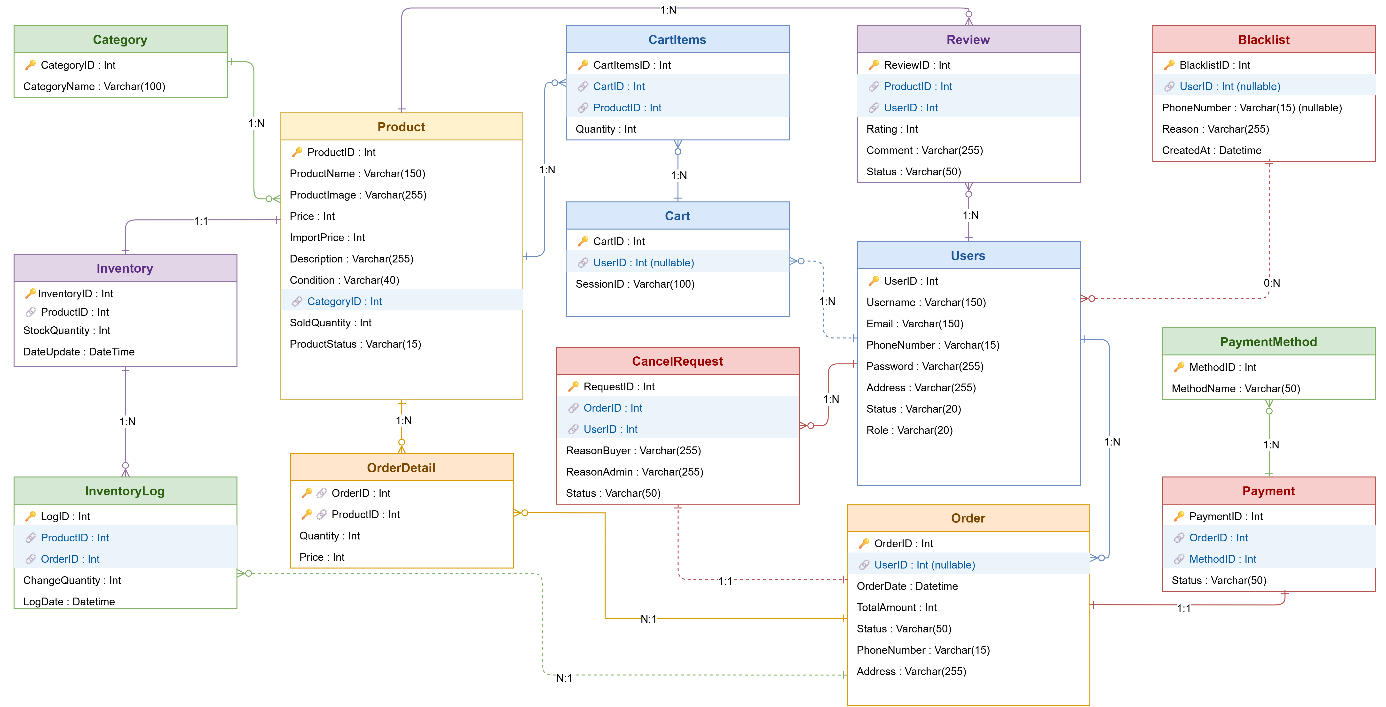 1:N
Category
CategoryID : Int
CategoryName : Varchar(100)
1:N
Product
ProductID : Int
ProductName : Varchar(150)
ProductImage : Varchar(255)
Price : Int
ImportPrice : Int
Description : Varchar(255)
Condition : Varchar(40)
CategoryID : Int
SoldQuantity : Int
ProductStatus : Varchar(15)
1:1
Inventory
InventoryID : Int
ProductID : Int
StockQuantity : Int
DateUpdate : DateTime
1:N
InventoryLog
LogID : Int
ProductID : Int
OrderID : Int
ChangeQuantity : Int
LogDate : Datetime
1:N
OrderDetail
OrderID : Int
ProductID : Int
Quantity : Int
Price : Int
CartItems
CartItemsID : Int
CartID : Int
ProductID : Int
Quantity : Int
1:N
1:N
Cart
CartID : Int
UserID : Int (nullable)
SessionID : Varchar(100)
1:N
CancelRequest
RequestID : Int
OrderID : Int
UserID : Int
ReasonBuyer : Varchar(255)
ReasonAdmin : Varchar(255)
Status : Varchar(50)
1:N
1:1
N:1
N:1
Review
ReviewID : Int
ProductID : Int
UserID : Int
Rating : Int
Comment : Varchar(255)
Status : Varchar(50)
1:N
Users
UserID : Int
Username : Varchar(150)
Email : Varchar(150)
PhoneNumber : Varchar(15)
Password : Varchar(255)
Address : Varchar(255)
Status : Varchar(20)
Role : Varchar(20)
1:N
Order
OrderID : Int
UserID : Int (nullable)
OrderDate : Datetime
TotalAmount : Int
Status : Varchar(50)
PhoneNumber : Varchar(15)
Address : Varchar(255)
Blacklist
BlacklistID : Int
UserID : Int (nullable)
PhoneNumber : Varchar(15) (nullable)
Reason : Varchar(255)
CreatedAt : Datetime
0:N
PaymentMethod
MethodID : Int
MethodName : Varchar(50)
1:N
Payment
PaymentID : Int
OrderID : Int
MethodID : Int
Status : Varchar(50)
1:1